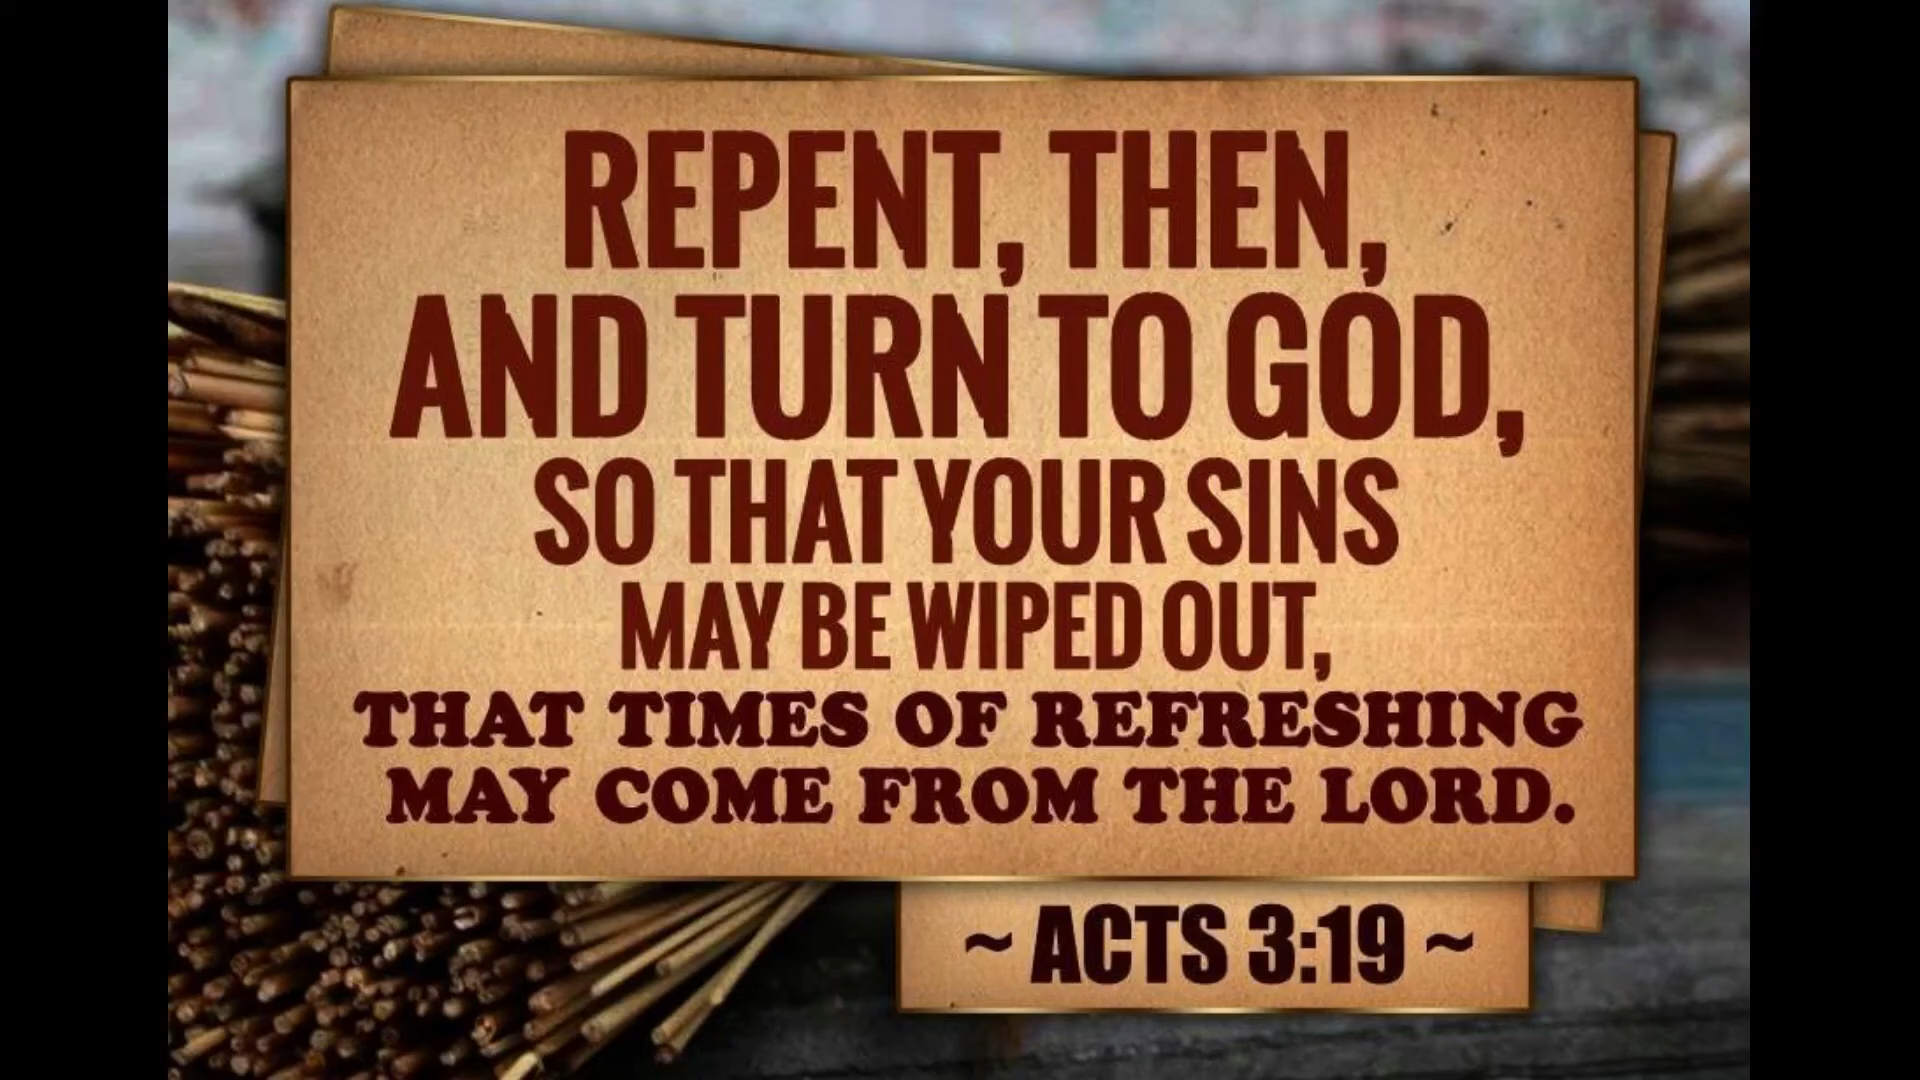 REPENT, THEN,
AND TURN TO GOD,
SO THAT YOUR SINS
MAY BE WIPED OUT,
THAT TIMES OF REFRESHING
MAY COME FROM THE LORD.
~ ACTS 3:19 ~